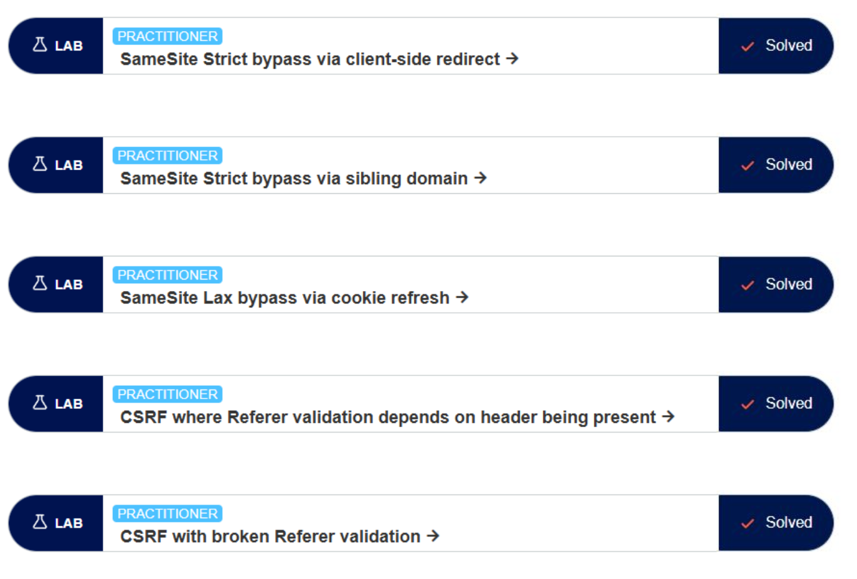 LAB
PRACTITIONER
SameSite Strict bypass via client-side redirect →
Solved
LAB
PRACTITIONER
SameSite Strict bypass via sibling domain →
Solved
LAB
PRACTITIONER
SameSite Lax bypass via cookie refresh →
Solved
LAB
PRACTITIONER
CSRF where Referer validation depends on header being present →
Solved
LAB
PRACTITIONER
CSRF with broken Referer validation →
Solved